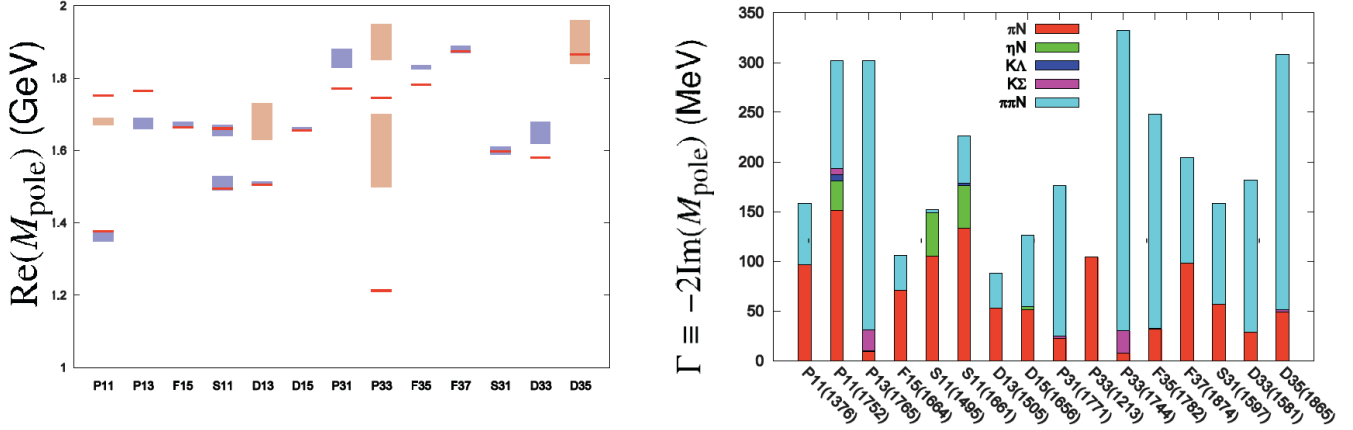 Re(M_pole) (GeV)
2
1.8
1.6
1.4
1.2
1
P11 P13 F15 S11 D13 D15 P31 P33 F35 F37 S31 D33 D35
Γ ≡ −2Im(M_pole) (MeV)
350
300
250
200
150
100
50
0
πN
ηN
KΛ
KΣ
ππN
P11(1376)
P11(1752)
P13(1765)
F15(1664)
S11(1495)
S11(1661)
D13(1505)
D15(1656)
P31(1771)
P33(1213)
P33(1744)
F35(1782)
F37(1874)
S31(1597)
D33(1581)
D35(1865)